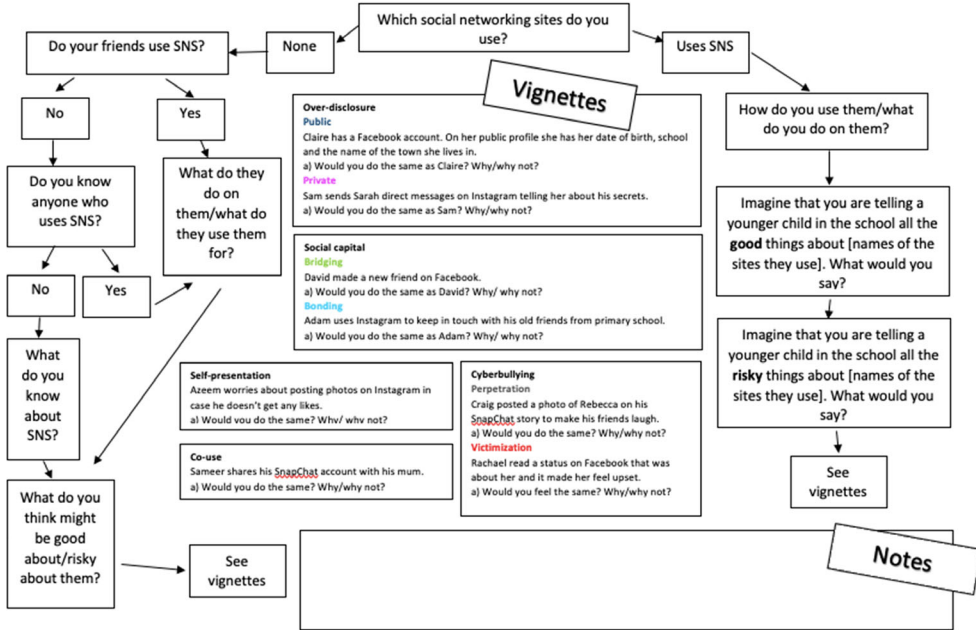 Which social networking sites do you
use?
Do your friends use SNS?
None
Uses SNS
No
Yes
Do you know
anyone who
uses SNS?
What do they
do on
them/what do
they use them
for?
No
Yes
What
do you
know
about
SNS?
What do you
think might
be good
about/risky
about them?
See
vignettes
Vignettes
Over-disclosure
Public
Claire has a Facebook account. On her public profile she has her date of birth, school
and the name of the town she lives in.
a) Would you do the same as Claire? Why/why not?
Private
Sam sends Sarah direct messages on Instagram telling her about his secrets.
a) Would you do the same as Sam? Why/why not?
Social capital
Bridging
David made a new friend on Facebook.
a) Would you do the same as David? Why/ why not?
Bonding
Adam uses Instagram to keep in touch with his old friends from primary school.
a) Would you do the same as Adam? Why/ why not?
Self-presentation
Azeem worries about posting photos on Instagram in
case he doesn't get any likes.
a) Would you do the same? Why/ why not?
Co-use
Sameer shares his SnapChat account with his mum.
a) Would you do the same? Why/why not?
Cyberbullying
Perpetration
Craig posted a photo of Rebecca on his
SnapChat story to make his friends laugh.
a) Would you do the same? Why/why not?
Victimization
Rachael read a status on Facebook that was
about her and it made her feel upset.
a) Would you feel the same? Why/why not?
How do you use them/what
do you do on them?
Imagine that you are telling a
younger child in the school all the
good things about [names of the
sites they use]. What would you
say?
Imagine that you are telling a
younger child in the school all the
risky things about [names of the
sites they use]. What would you
say?
See
vignettes
Notes